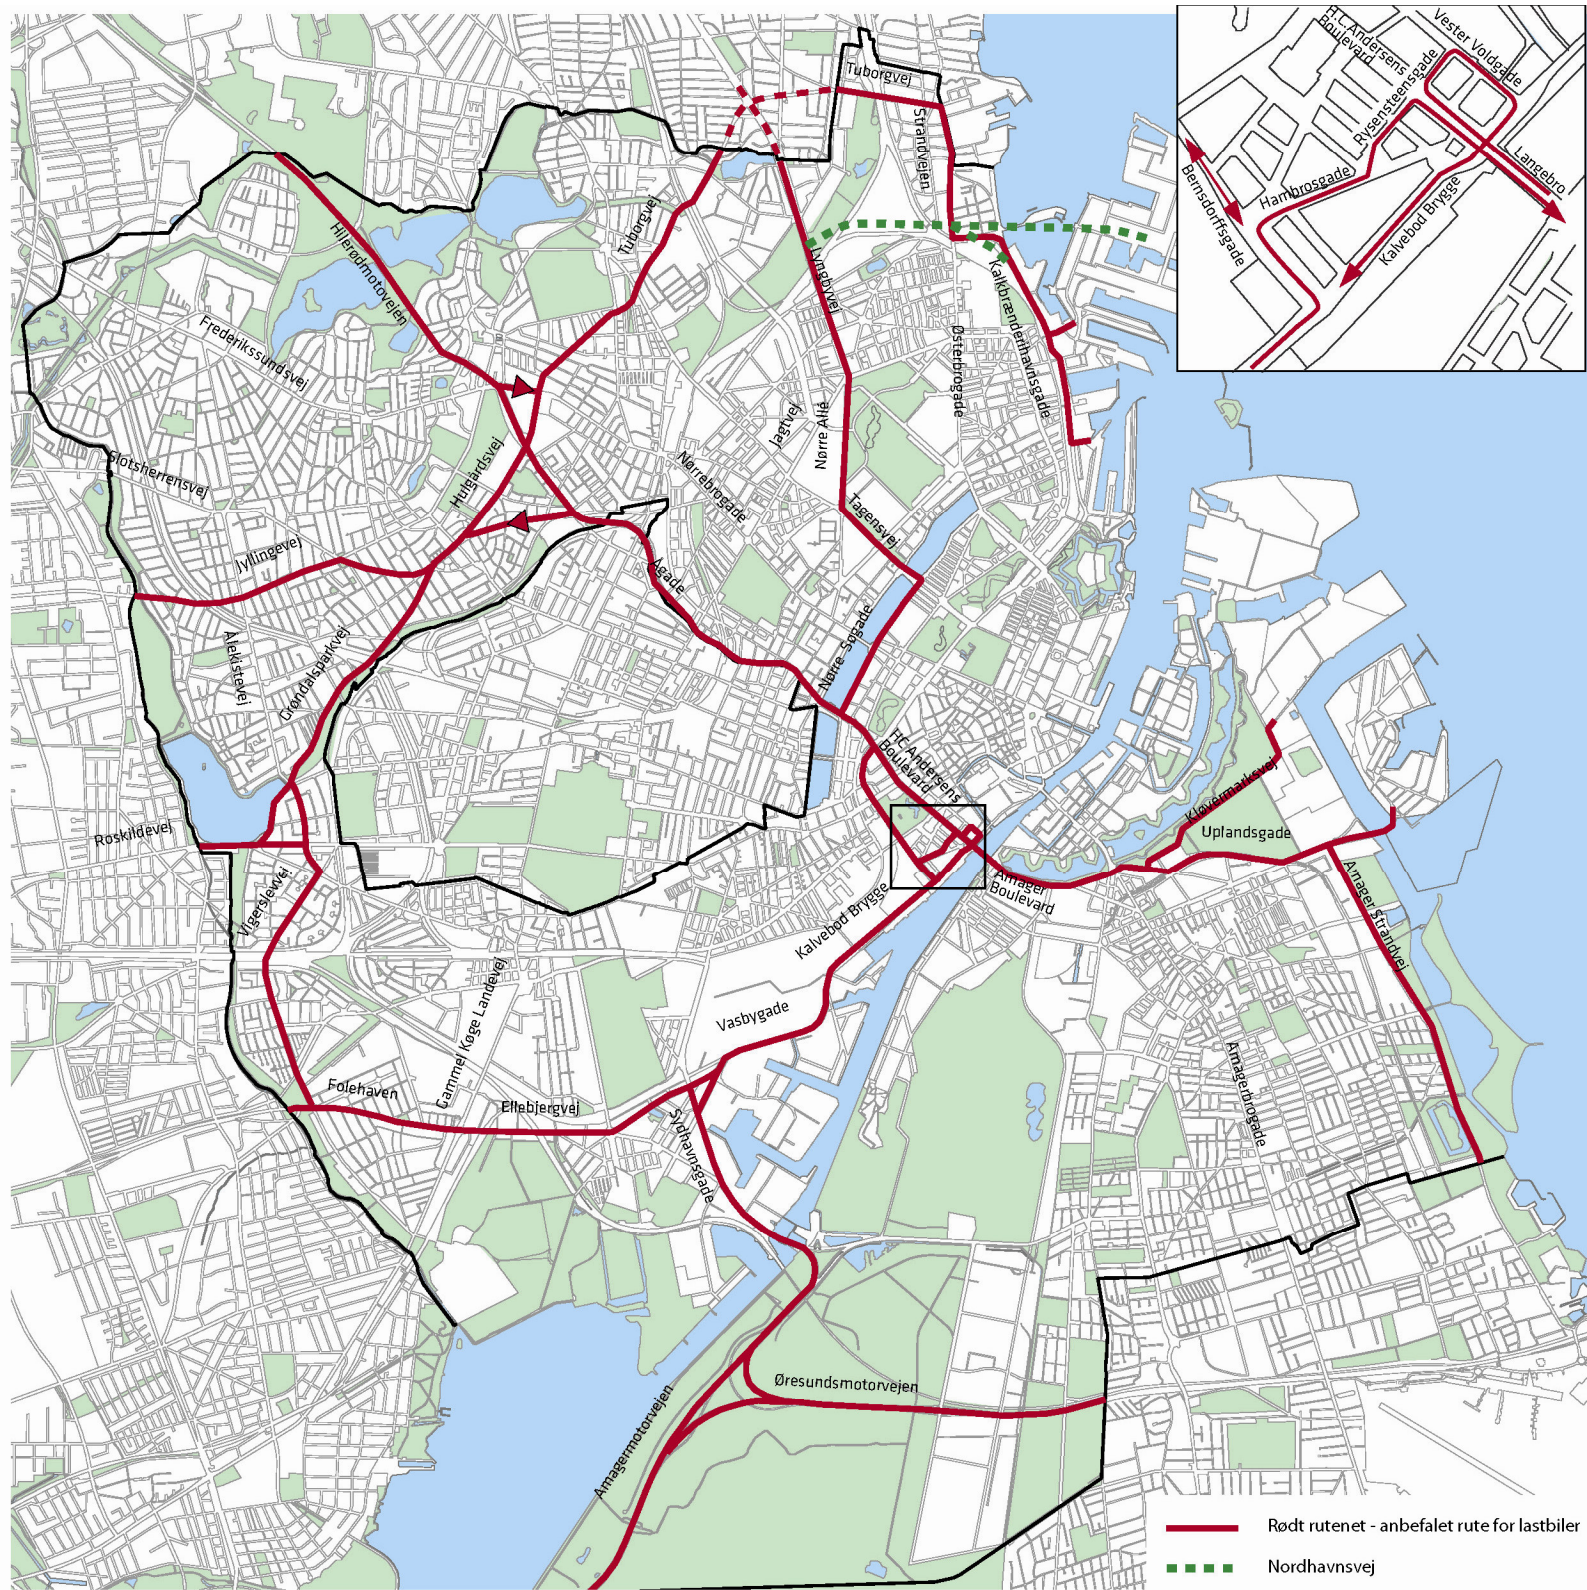 H.C. Andersens
Boulevard
Vester Voldgade
Rysensteensgade
Hambrosgade
Bernsdorffsgade
Langebro
Kalvebod Brygge
Tuborgvej
Strandvejen
Tuborgvej
Hilerødmotovejen
Lyngbyvej
Kalkbrænderihavnsgade
Frederikssundsvej
Østerbrogade
Jagtvej
Nørre Allé
Hulgårdsvej
Slotsherrensvej
Nørrebrogade
Tagensvej
Jyllingevej
Ågade
Nørre Søgade
Ålekistevej
Grøndalsparkvej
HC Andersens
Boulevard
Kløvermarksvej
Uplandsgade
Roskildevej
Vigerslevvej
Amager
Boulevard
Amager Strandvej
Kalvebod Brygge
Gammel Køge Landevej
Vasbygade
Folehaven
Ellebjergvej
Amagerbrogade
Sydhavnsgade
Øresundsmotorvejen
Amagermotorvejen
Rødt rutenet - anbefalet rute for lastbiler
Nordhavnsvej